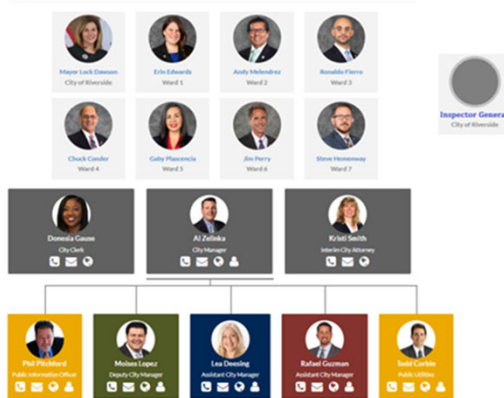 Mayor Lock Dawson
City of Riverside
Erin Edwards
Ward 1
Andy Melendrez
Ward 2
Ronaldo Fierro
Ward 3
Inspector Genera
City of Riverside
Chuck Conder
Ward 4
Gaby Plascencia
Ward 5
Jim Perry
Ward 6
Steve Hemenway
Ward 7
Donesia Gause
City Clerk
Al Zelinka
City Manager
Kristi Smith
Interim City Attorney
Phil Pitchford
Public Information Officer
Moises Lopez
Deputy City Manager
Lea Deesing
Assistant City Manager
Rafael Guzman
Assistant City Manager
Todd Corbin
Public Utilities